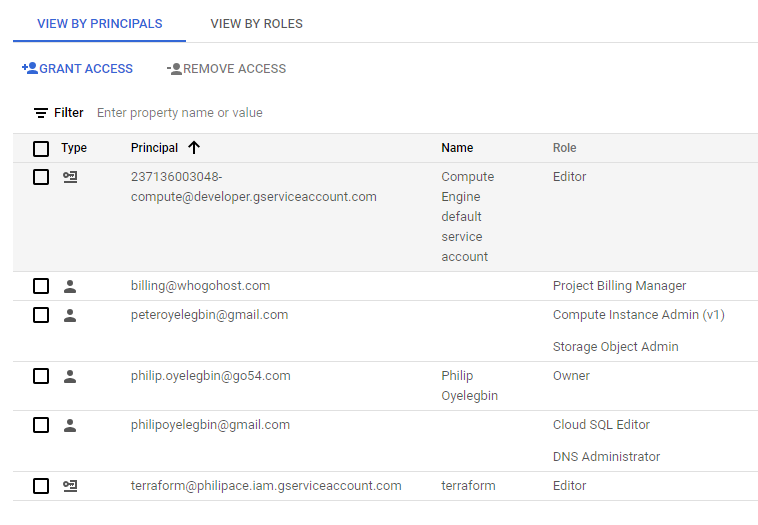 VIEW BY PRINCIPALS VIEW BY ROLES
GRANT ACCESS REMOVE ACCESS
Filter Enter property name or value
Type Principal Name Role
237136003048-
compute@developer.gserviceaccount.com
Compute
Engine
default
service
account
Editor
billing@whogohost.com Project Billing Manager
peteroyelegbin@gmail.com Compute Instance Admin (v1)
Storage Object Admin
philip.oyelegbin@go54.com
Philip
Oyelegbin
Owner
philipoyelegbin@gmail.com Cloud SQL Editor
DNS Administrator
terraform@philipace.iam.gserviceaccount.com terraform Editor